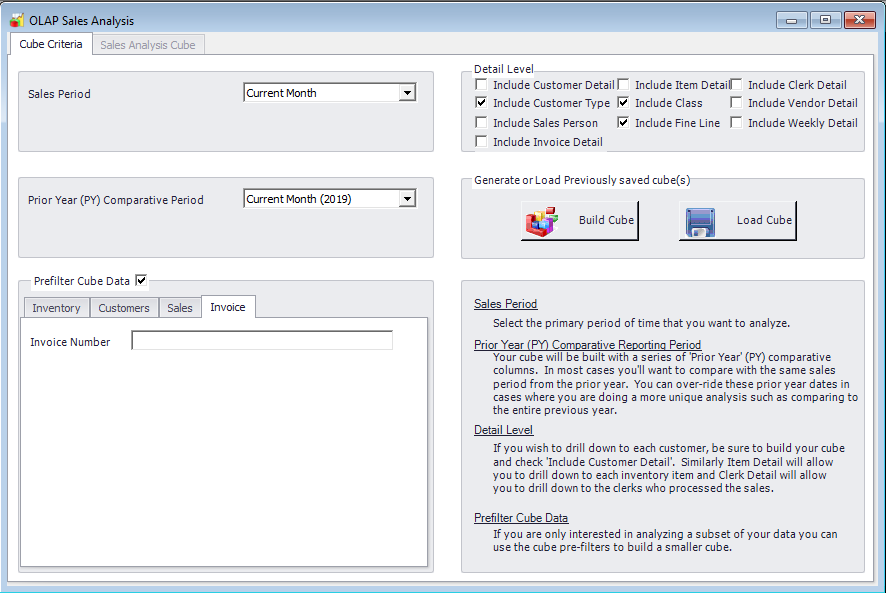 OLAP Sales Analysis
Cube Criteria
Sales Analysis Cube
Sales Period
Current Month
Detail Level
Include Customer Detail
Include Item Detail
Include Clerk Detail
Include Customer Type
Include Class
Include Vendor Detail
Include Sales Person
Include Fine Line
Include Weekly Detail
Include Invoice Detail
Prior Year (PY) Comparative Period
Current Month (2019)
Generate or Load Previously saved cube(s)
Build Cube
Load Cube
Prefilter Cube Data
Inventory
Customers
Sales
Invoice
Invoice Number
Sales Period
Select the primary period of time that you want to analyze.
Prior Year (PY) Comparative Reporting Period
Your cube will be built with a series of 'Prior Year' (PY) comparative
columns. In most cases you'll want to compare with the same sales
period from the prior year. You can over-ride these prior year dates in
cases where you are doing a more unique analysis such as comparing to
the entire previous year.
Detail Level
If you wish to drill down to each customer, be sure to build your cube
and check 'Include Customer Detail'. Similarly Item Detail will allow
you to drill down to each inventory item and Clerk Detail will allow
you to drill down to the clerks who processed the sales.
Prefilter Cube Data
If you are only interested in analyzing a subset of your data you can
use the cube pre-filters to build a smaller cube.